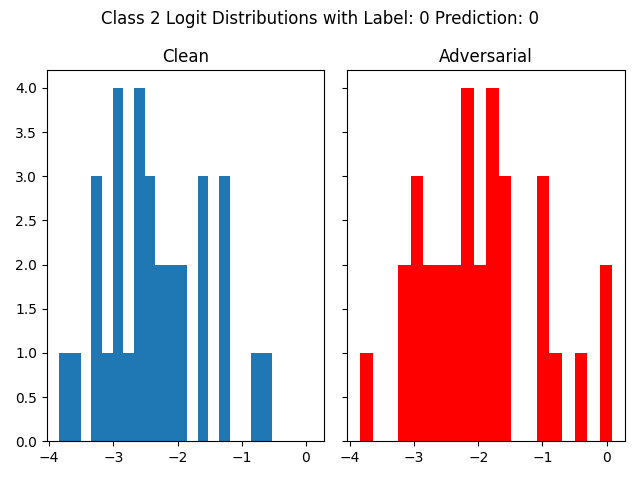 Class 2 Logit Distributions with Label: 0 Prediction: 0
Clean
Adversarial
4.0
3.5
3.0
2.5
2.0
1.5
1.0
0.5
0.0
−4 −3 −2 −1 0
−4 −3 −2 −1 0